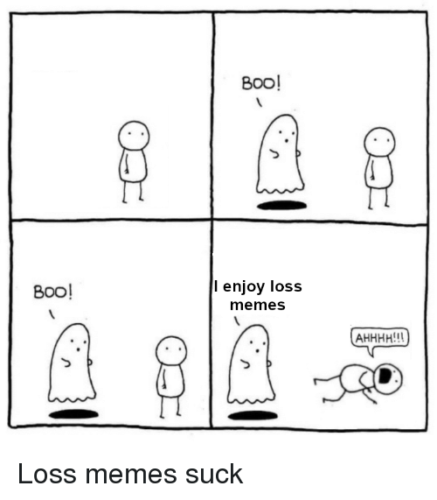 Boo!
Boo!
I enjoy loss
memes
AHHHH!!!
Loss memes suck